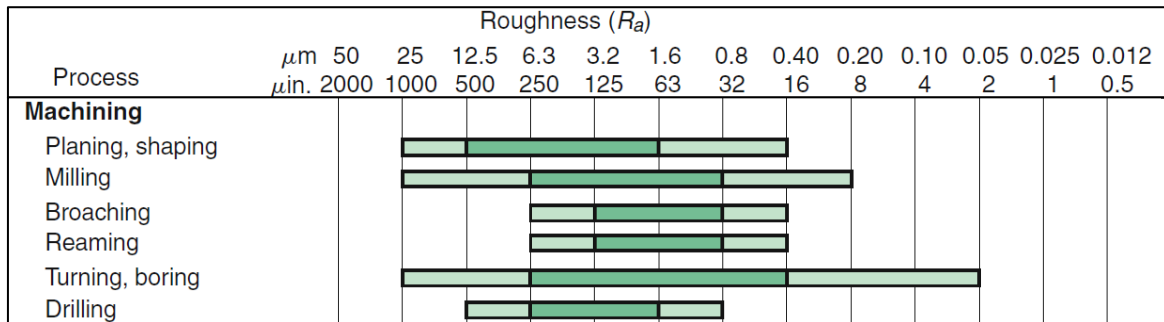 Roughness (Ra)
μm 50 25 12.5 6.3 3.2 1.6 0.8 0.40 0.20 0.10 0.05 0.025 0.012
Process μin. 2000 1000 500 250 125 63 32 16 8 4 2 1 0.5
Machining
Planing, shaping
Milling
Broaching
Reaming
Turning, boring
Drilling